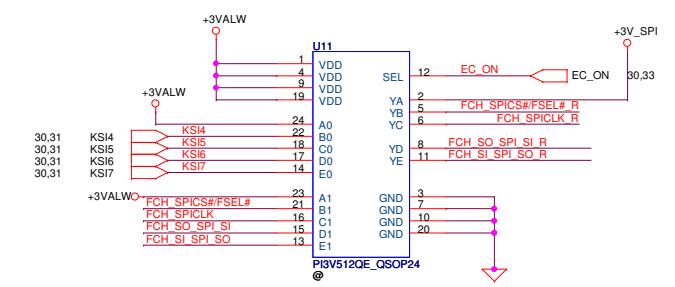 +3VALW
+3V_SPI
U11
1 VDD
4 VDD
9 VDD
19 VDD
SEL 12 EC_ON EC_ON 30,33
+3VALW
YA 2
YB 5 FCH_SPICS#/FSEL#_R
YC 6 FCH_SPICLK_R
24 A0
30,31 KSI4 KSI4 22 B0
30,31 KSI5 KSI5 18 C0
30,31 KSI6 KSI6 17 D0
30,31 KSI7 KSI7 14 E0
YD 8 FCH_SO_SPI_SI_R
YE 11 FCH_SI_SPI_SO_R
+3VALW 23 A1
FCH_SPICS#/FSEL# 21 B1
FCH_SPICLK 16 C1
FCH_SO_SPI_SI 15 D1
FCH_SI_SPI_SO 13 E1
GND 3
GND 7
GND 10
GND 20
PI3V512QE_QSOP24
@